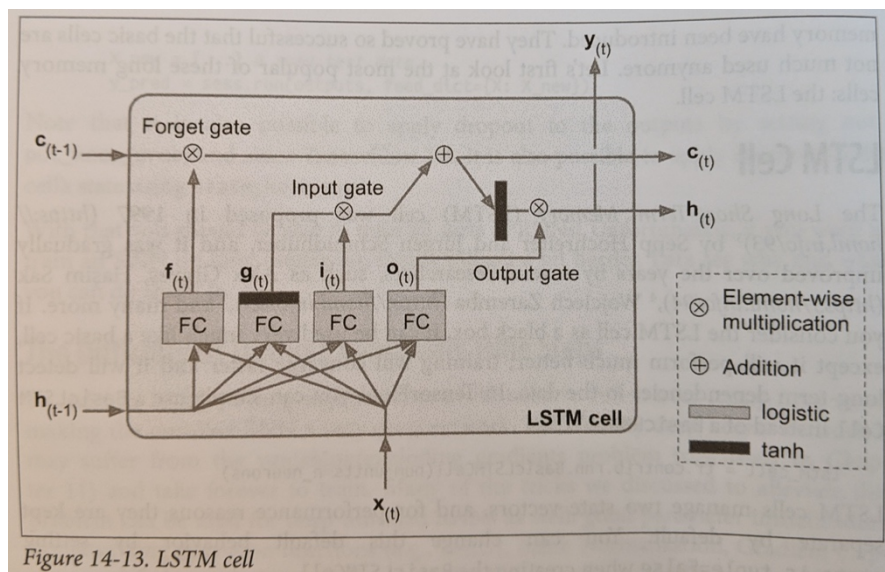 y(t)
Forget gate
c(t-1)
c(t)
Input gate
h(t)
f(t) g(t) i(t) o(t)
Output gate
FC FC FC FC
Element-wise
multiplication
Addition
logistic
tanh
h(t-1)
LSTM cell
x(t)
Figure 14-13. LSTM cell